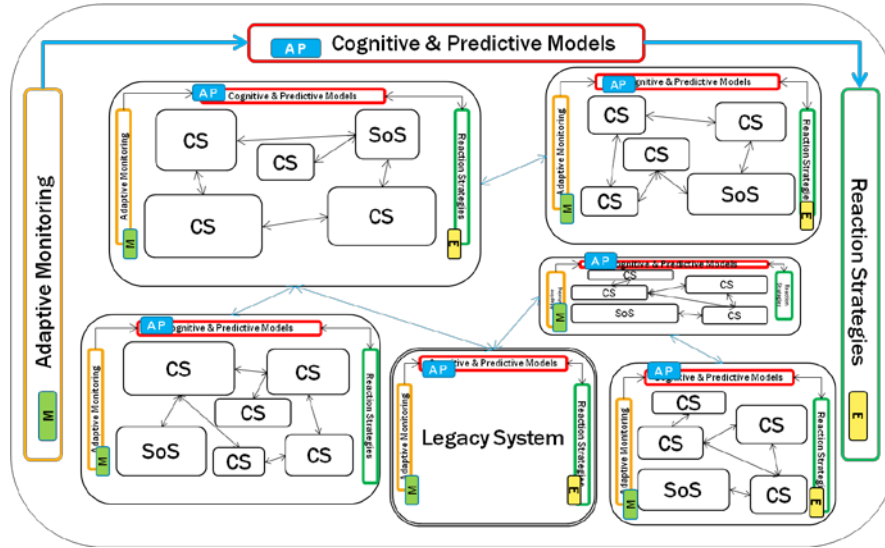 AP Cognitive & Predictive Models
Adaptive Monitoring
M
Reaction Strategies
E
AP
Cognitive & Predictive Models
Adaptive Monitoring
M
Reaction Strategies
E
CS
SoS
CS
CS
CS
AP
Cognitive & Predictive Models
Adaptive Monitoring
M
Reaction Strategies
E
CS
CS
CS
CS
SoS
AP
Cognitive & Predictive Models
M
Reaction Strategies
CS
CS
CS
SoS
CS
AP
Cognitive & Predictive Models
Adaptive Monitoring
M
Reaction Strategies
CS
CS
SoS
CS
CS
AP
& Predictive Models
Adaptive Monitoring
M
Reaction Strategies
E
Legacy System
AP
Cognitive & Predictive Models
Adaptive Monitoring
M
Reaction Strategies
E
CS
CS
CS
SoS
CS